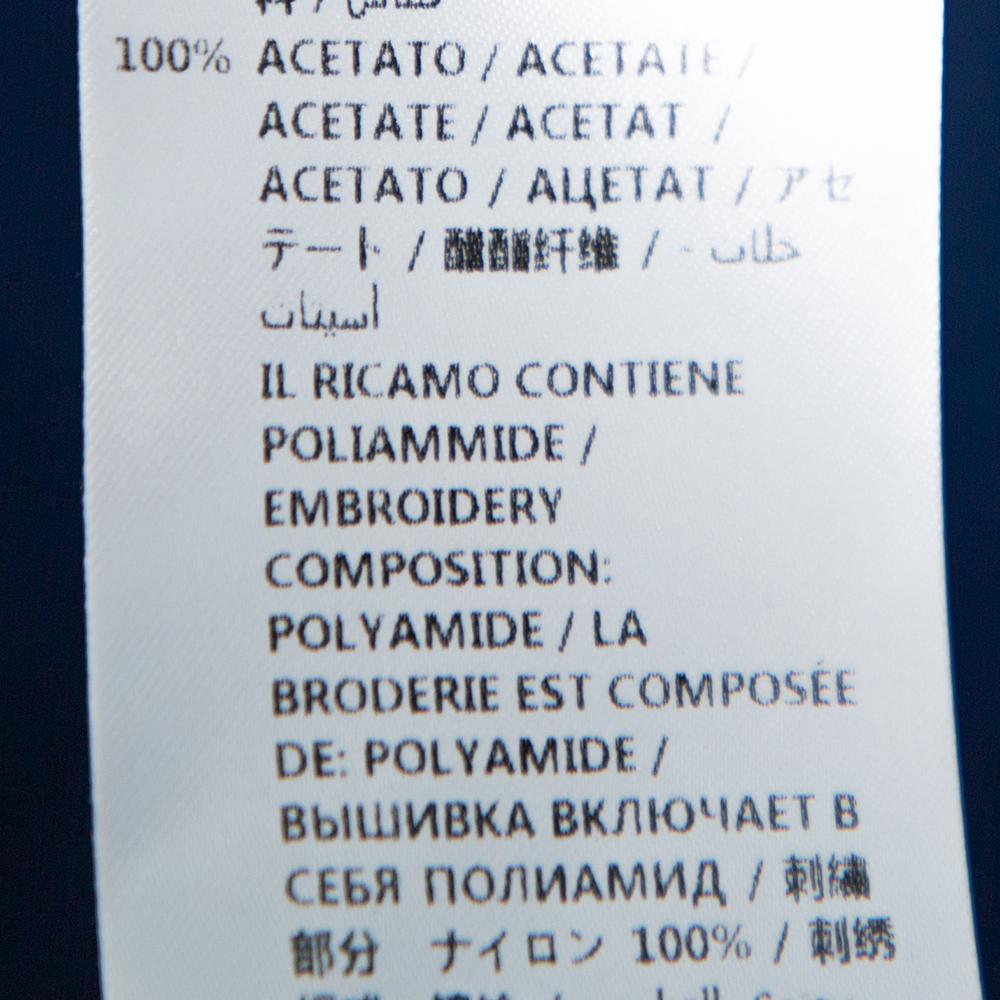 100% ACETATO / ACETATE /
ACETATE / ACETAT /
ACETATO / АЦЕТАТ / アセ
テート / 醋酯纤维 / - خلات
أسيتات
IL RICAMO CONTIENE
POLIAMMIDE /
EMBROIDERY
COMPOSITION:
POLYAMIDE / LA
BRODERIE EST COMPOSÉE
DE: POLYAMIDE /
ВЫШИВКА ВКЛЮЧАЕТ В
СЕБЯ ПОЛИАМИД / 刺繍
部分 ナイロン 100% / 刺绣